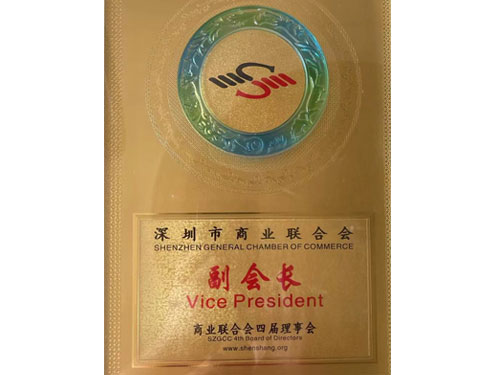 深圳市商业联合会
SHENZHEN GENERAL CHAMBER OF COMMERCE
副会长
Vice President
商业联合会四届理事会
SZGCC 4th Board of Directors
www.shenshang.org